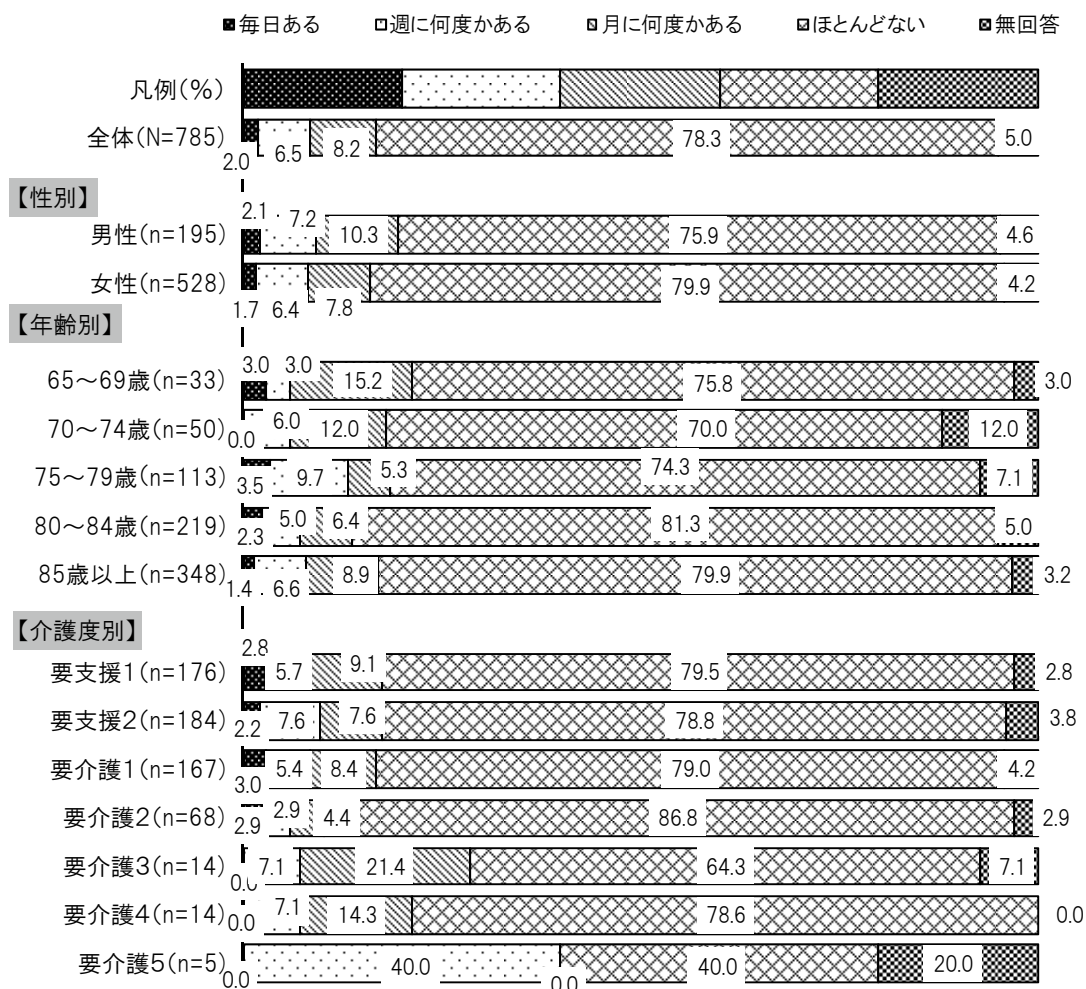 ■毎日ある □週に何度かある 月に何度かある ほとんどない 無回答
凡例(%)
全体(N=785) 2.0 6.5 8.2 78.3 5.0
【性別】
男性(n=195) 2.1 7.2 10.3 75.9 4.6
女性(n=528) 1.7 6.4 7.8 79.9 4.2
【年齢別】
65～69歳(n=33) 3.0 3.0 15.2 75.8 3.0
70～74歳(n=50) 0.0 6.0 12.0 70.0 12.0
75～79歳(n=113) 3.5 9.7 5.3 74.3 7.1
80～84歳(n=219) 2.3 5.0 6.4 81.3 5.0
85歳以上(n=348) 1.4 6.6 8.9 79.9 3.2
【介護度別】
要支援1(n=176) 2.8 5.7 9.1 79.5 2.8
要支援2(n=184) 2.2 7.6 7.6 78.8 3.8
要介護1(n=167) 3.0 5.4 8.4 79.0 4.2
要介護2(n=68) 2.9 2.9 4.4 86.8 2.9
要介護3(n=14) 0.0 7.1 21.4 64.3 7.1
要介護4(n=14) 0.0 7.1 14.3 78.6 0.0
要介護5(n=5) 0.0 40.0 0.0 40.0 20.0